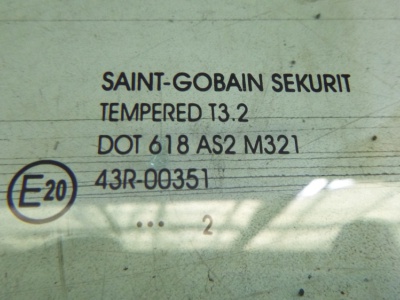 SAINT-GOBAIN SEKURIT
TEMPERED T3.2
DOT 618 AS2 M321
E20 43R-00351
... 2